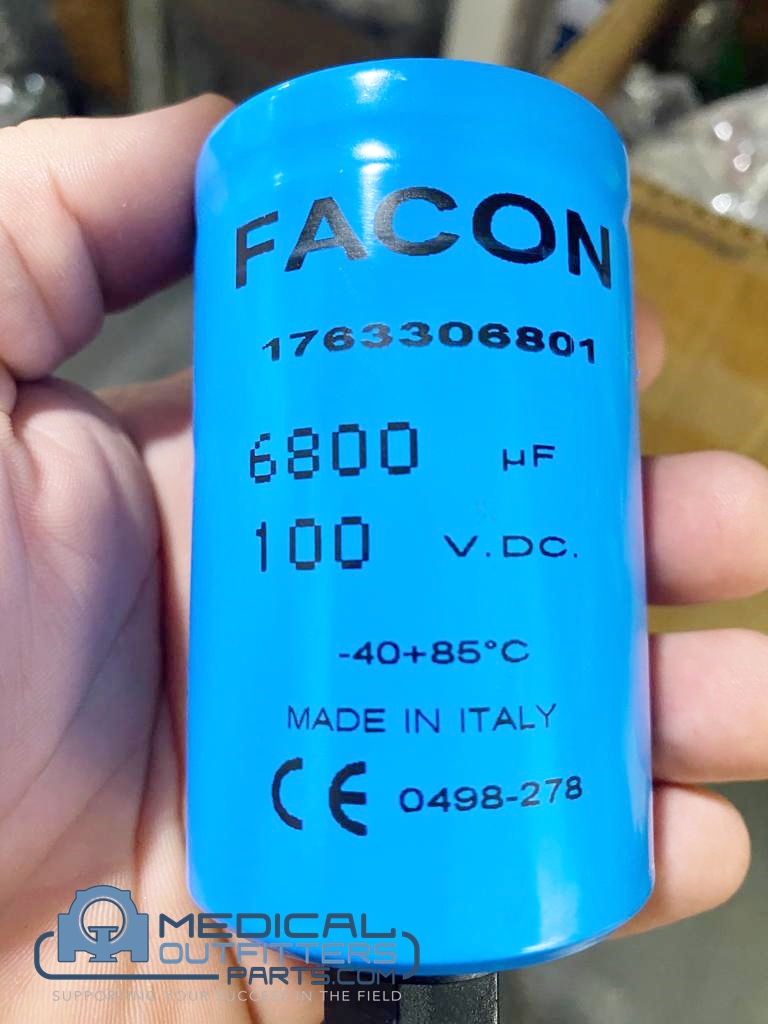 FACON
1763306801
6800 µF
100 V.DC.
-40+85°C
MADE IN ITALY
CE 0498-278
MEDICAL
OUTFITTERS
PARTS.COM
SUPPORTING YOUR SUCCESS IN THE FIELD